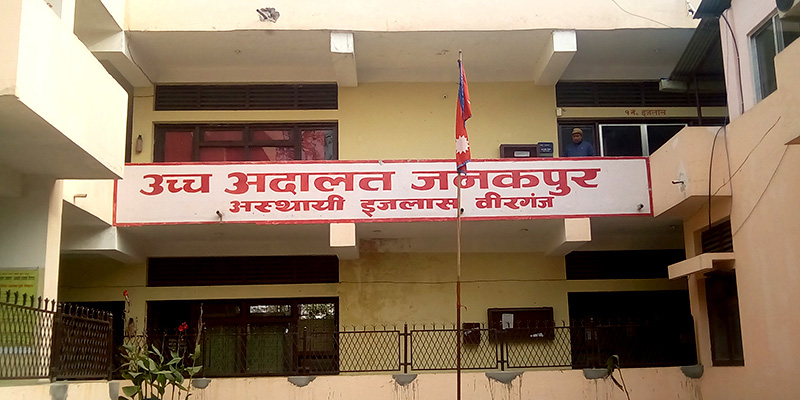 उच्च अदालत जनकपुर
अस्थायी इजलास वीरगंज